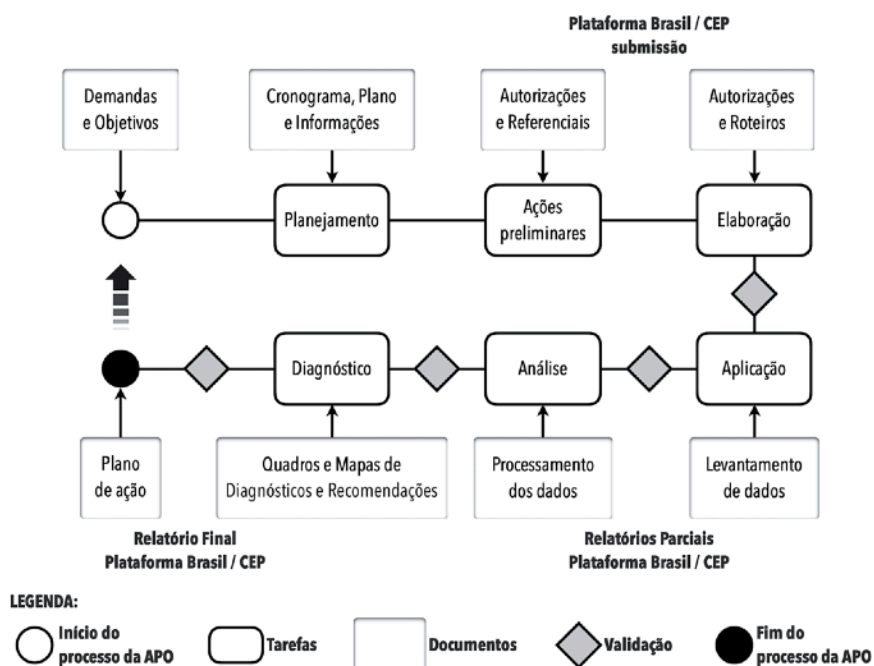 Plataforma Brasil / CEP
submissão
Demandas
e Objetivos
Cronograma, Plano
e Informações
Autorizações
e Referenciais
Autorizações
e Roteiros
Planejamento
Ações
preliminares
Elaboração
Diagnóstico
Análise
Aplicação
Plano
de ação
Quadros e Mapas de
Diagnósticos e Recomendações
Processamento
dos dados
Levantamento
de dados
Relatório Final
Plataforma Brasil / CEP
Relatórios Parciais
Plataforma Brasil / CEP
LEGENDA:
Início do
processo da APO
Tarefas
Documentos
Validação
Fim do
processo da APO